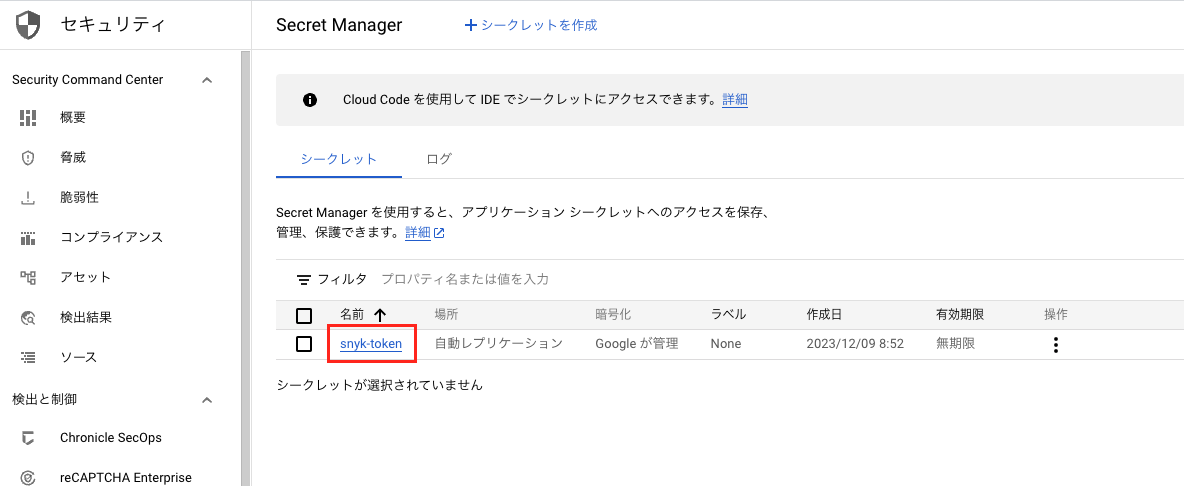 セキュリティ
Secret Manager
シークレットを作成
Security Command Center
概要
脅威
脆弱性
コンプライアンス
アセット
検出結果
ソース
検出と制御
Chronicle SecOps
reCAPTCHA Enterprise
Cloud Code を使用して IDE でシークレットにアクセスできます。詳細
シークレット ログ
Secret Manager を使用すると、アプリケーション シークレットへのアクセスを保存、
管理、保護できます。詳細
フィルタ プロパティ名または値を入力
名前 場所 暗号化 ラベル 作成日 有効期限 操作
snyk-token 自動レプリケーション Google が管理 None 2023/12/09 8:52 無期限
シークレットが選択されていません